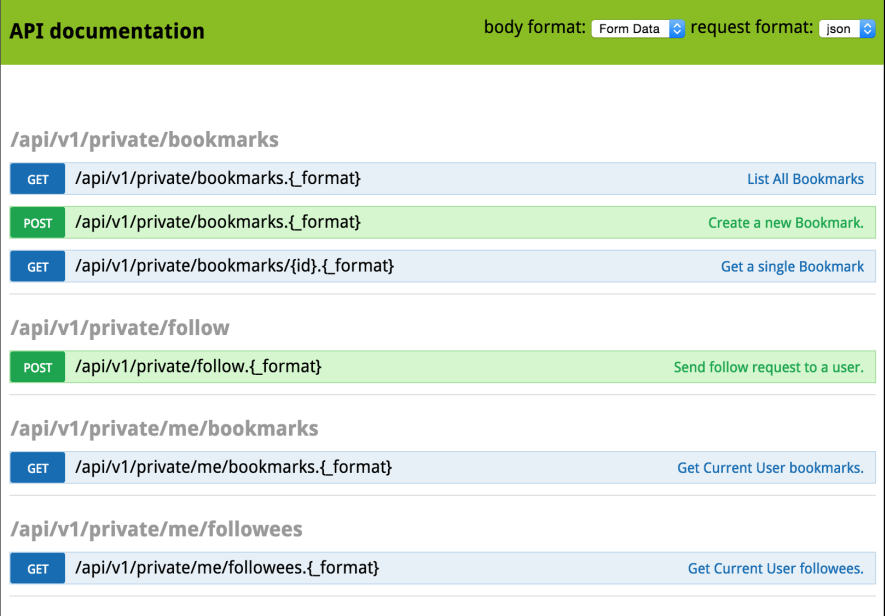 API documentation body format: Form Data request format: json
/api/v1/private/bookmarks
GET /api/v1/private/bookmarks.{_format} List All Bookmarks
POST /api/v1/private/bookmarks.{_format} Create a new Bookmark.
GET /api/v1/private/bookmarks/{id}.{_format} Get a single Bookmark
/api/v1/private/follow
POST /api/v1/private/follow.{_format} Send follow request to a user.
/api/v1/private/me/bookmarks
GET /api/v1/private/me/bookmarks.{_format} Get Current User bookmarks.
/api/v1/private/me/followees
GET /api/v1/private/me/followees.{_format} Get Current User followees.